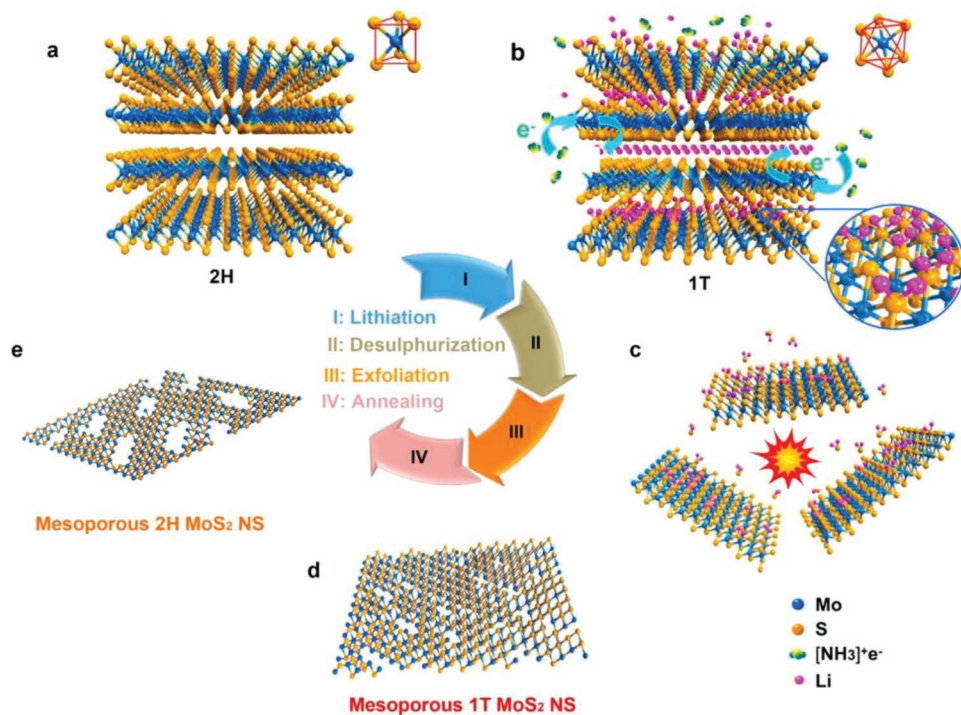 a
b
e⁻
e⁻
2H
1T
I
I: Lithiation
II: Desulphurization
III: Exfoliation
IV: Annealing
II
III
IV
e
c
Mesoporous 2H MoS₂ NS
d
Mo
S
[NH₃]⁺e⁻
Li
Mesoporous 1T MoS₂ NS